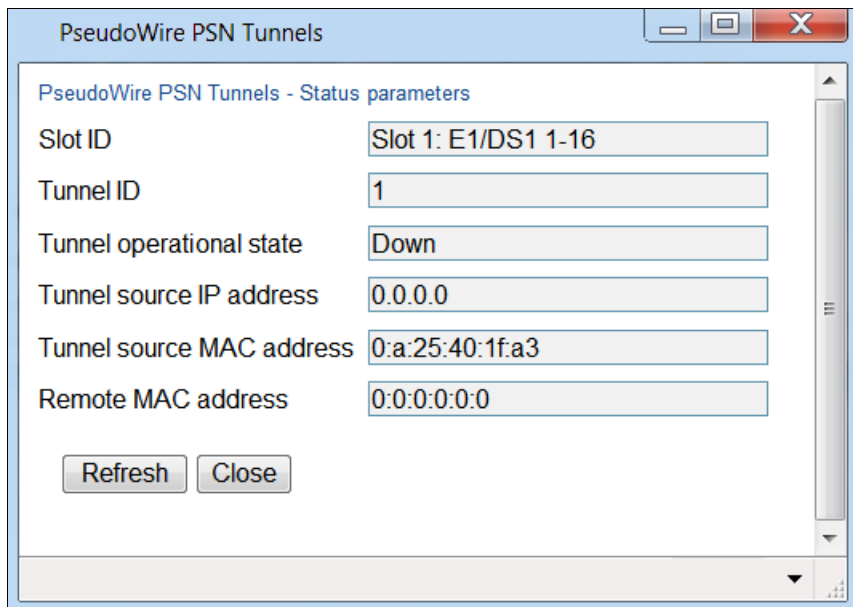 PseudoWire PSN Tunnels
PseudoWire PSN Tunnels - Status parameters
Slot ID Slot 1: E1/DS1 1-16
Tunnel ID 1
Tunnel operational state Down
Tunnel source IP address 0.0.0.0
Tunnel source MAC address 0:a:25:40:1f:a3
Remote MAC address 0:0:0:0:0:0
Refresh Close